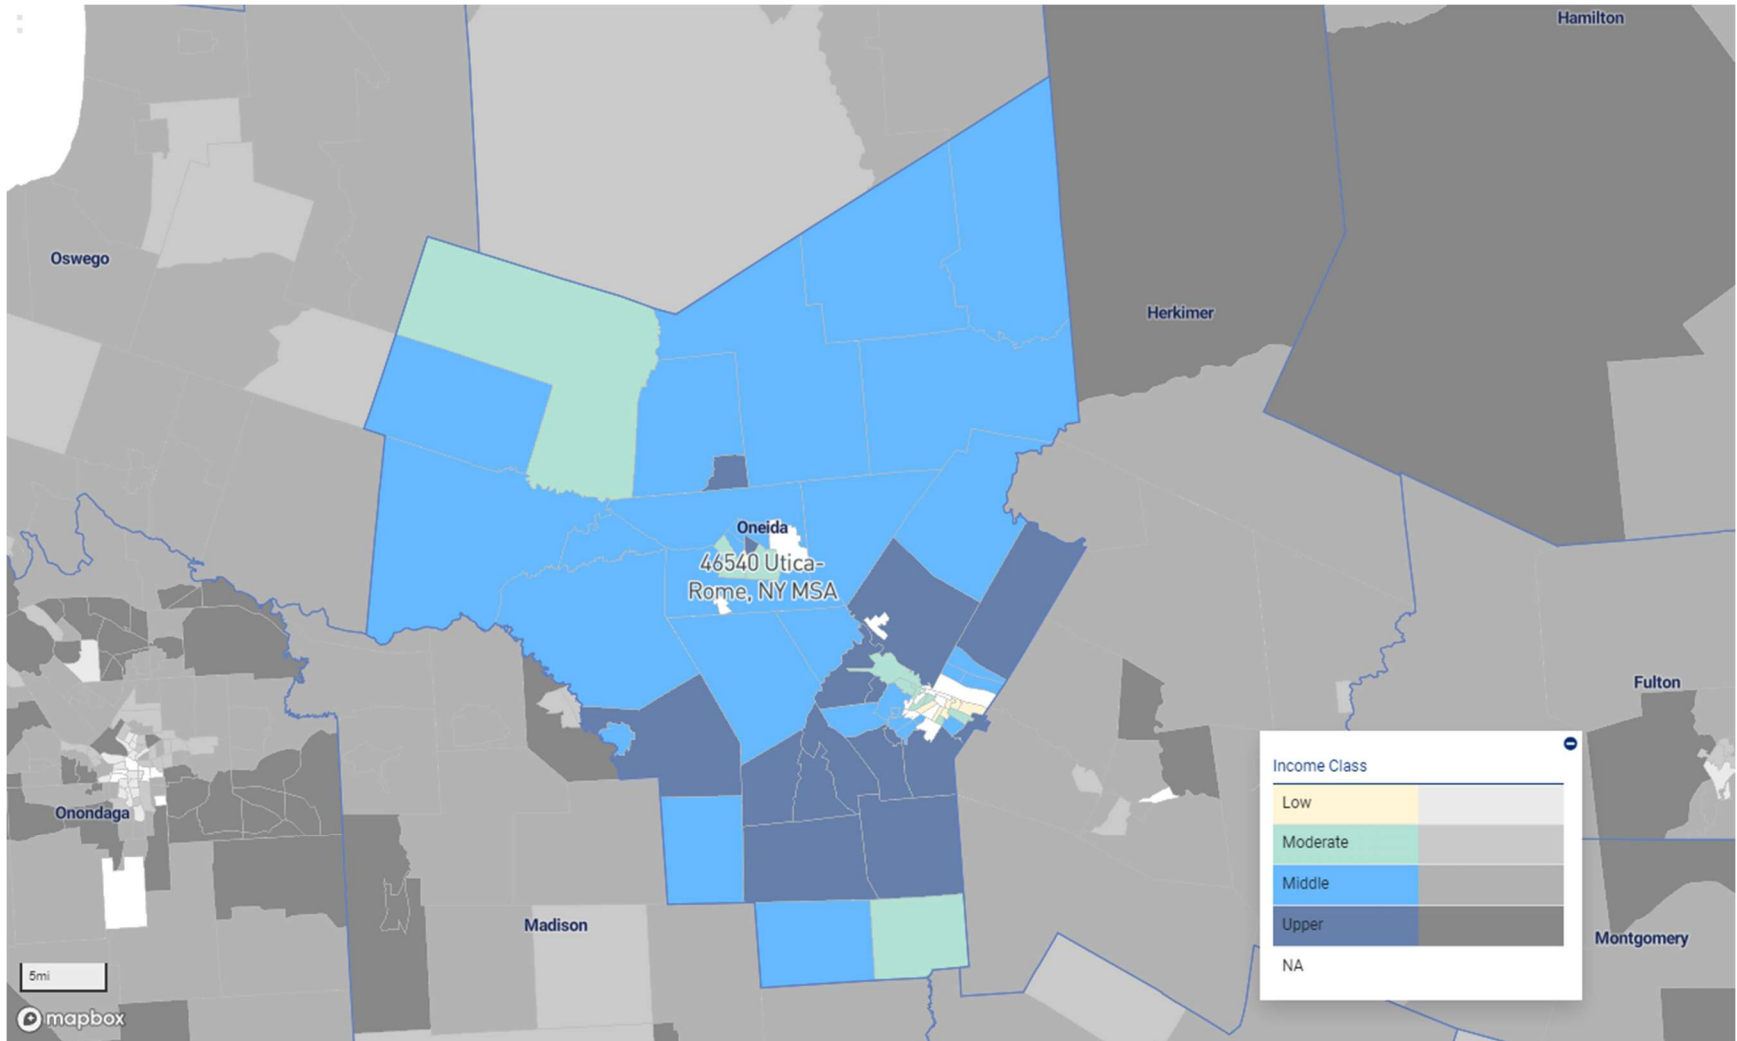 Hamilton
Oswego
Herkimer
Oneida
46540 Utica-
Rome, NY MSA
Fulton
Onondaga
Madison
Montgomery
Income Class
Low
Moderate
Middle
Upper
NA
5mi
mapbox